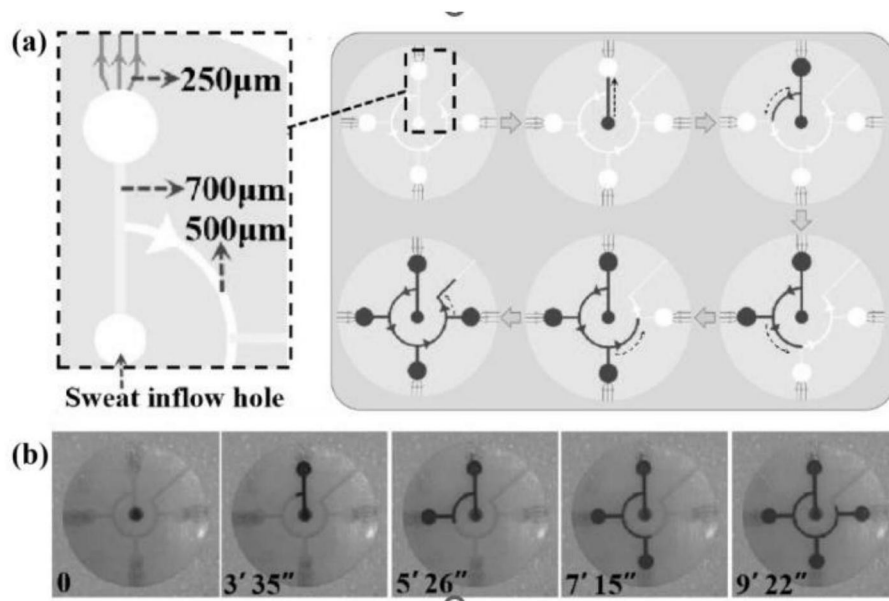 (a)
250μm
700μm
500μm
Sweat inflow hole
(b)
0
3′ 35″
5′ 26″
7′ 15″
9′ 22″